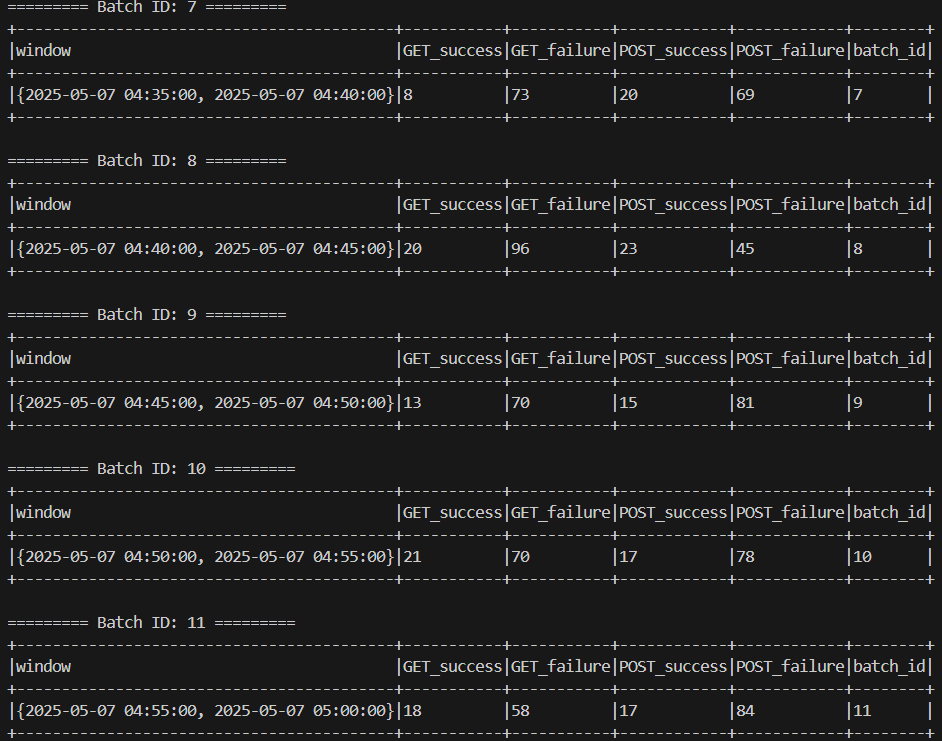 ========= Batch ID: 7 =========
+------------------------------------------+-----------+-----------+------------+------------+--------+
|window                                    |GET_success|GET_failure|POST_success|POST_failure|batch_id|
+------------------------------------------+-----------+-----------+------------+------------+--------+
|{2025-05-07 04:35:00, 2025-05-07 04:40:00}|8          |73         |20          |69          |7       |
+------------------------------------------+-----------+-----------+------------+------------+--------+
========= Batch ID: 8 =========
+------------------------------------------+-----------+-----------+------------+------------+--------+
|window                                    |GET_success|GET_failure|POST_success|POST_failure|batch_id|
+------------------------------------------+-----------+-----------+------------+------------+--------+
|{2025-05-07 04:40:00, 2025-05-07 04:45:00}|20         |96         |23          |45          |8       |
+------------------------------------------+-----------+-----------+------------+------------+--------+
========= Batch ID: 9 =========
+------------------------------------------+-----------+-----------+------------+------------+--------+
|window                                    |GET_success|GET_failure|POST_success|POST_failure|batch_id|
+------------------------------------------+-----------+-----------+------------+------------+--------+
|{2025-05-07 04:45:00, 2025-05-07 04:50:00}|13         |70         |15          |81          |9       |
+------------------------------------------+-----------+-----------+------------+------------+--------+
========= Batch ID: 10 =========
+------------------------------------------+-----------+-----------+------------+------------+--------+
|window                                    |GET_success|GET_failure|POST_success|POST_failure|batch_id|
+------------------------------------------+-----------+-----------+------------+------------+--------+
|{2025-05-07 04:50:00, 2025-05-07 04:55:00}|21         |70         |17          |78          |10      |
+------------------------------------------+-----------+-----------+------------+------------+--------+
========= Batch ID: 11 =========
+------------------------------------------+-----------+-----------+------------+------------+--------+
|window                                    |GET_success|GET_failure|POST_success|POST_failure|batch_id|
+------------------------------------------+-----------+-----------+------------+------------+--------+
|{2025-05-07 04:55:00, 2025-05-07 05:00:00}|18         |58         |17          |84          |11      |
+------------------------------------------+-----------+-----------+------------+------------+--------+